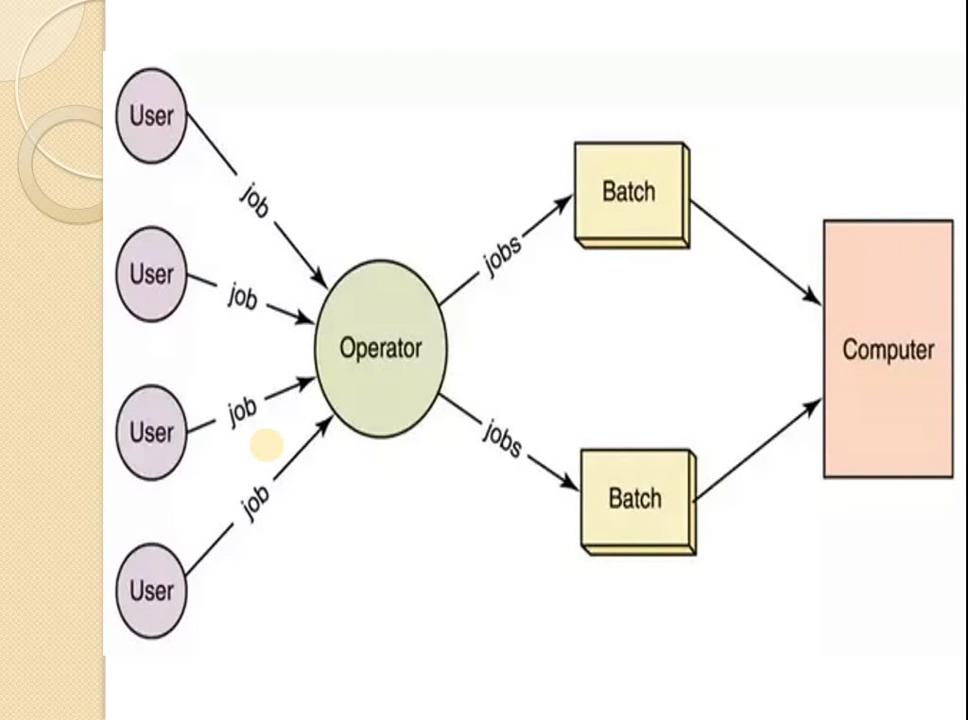 User
job
User
job
User
job
User
job
Operator
jobs
Batch
jobs
Batch
Computer